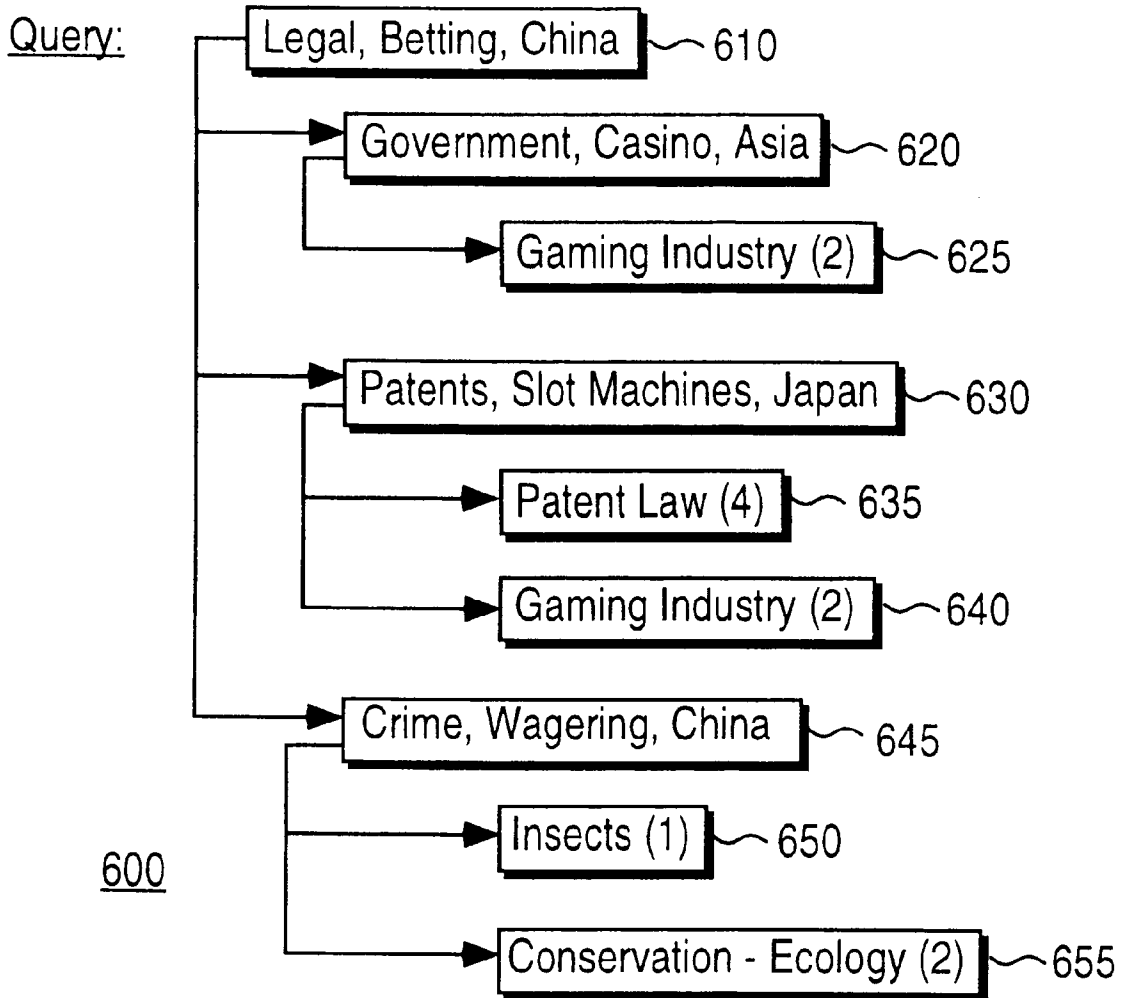 Query:
Legal, Betting, China 610
Government, Casino, Asia 620
Gaming Industry (2) 625
Patents, Slot Machines, Japan 630
Patent Law (4) 635
Gaming Industry (2) 640
Crime, Wagering, China 645
Insects (1) 650
600
Conservation - Ecology (2) 655